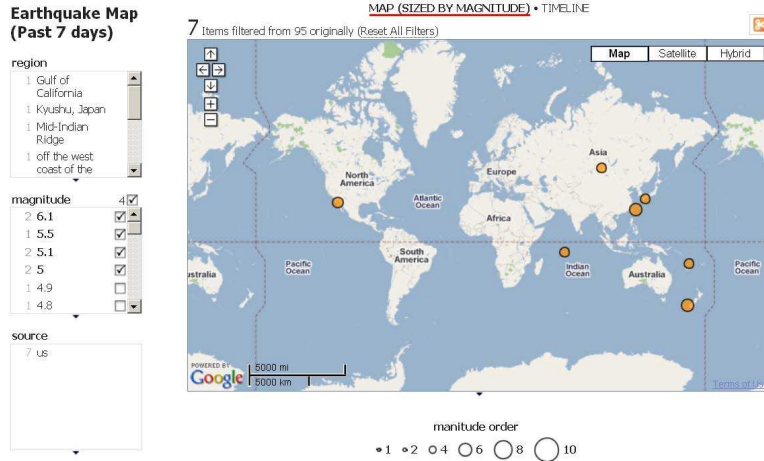 Earthquake Map
(Past 7 days)
MAP (SIZED BY MAGNITUDE) • TIMELINE
7 Items filtered from 95 originally (Reset All Filters)
region
1 Gulf of
California
1 Kyushu, Japan
1 Mid-Indian
Ridge
1 off the west
coast of the
magnitude 4
2 6.1
1 5.5
2 5.1
2 5
1 4.9
1 4.8
source
7 us
Map Satellite Hybrid
Asia
North
America
Europe
Atlantic
Ocean
Africa
South
America
Pacific
Ocean
Indian
Ocean
Australia
ustralia
Pacific
Ocean
POWERED BY
Google
5000 mi
5000 km
Terms of Us
manitude order
1 2 4 6 8 10